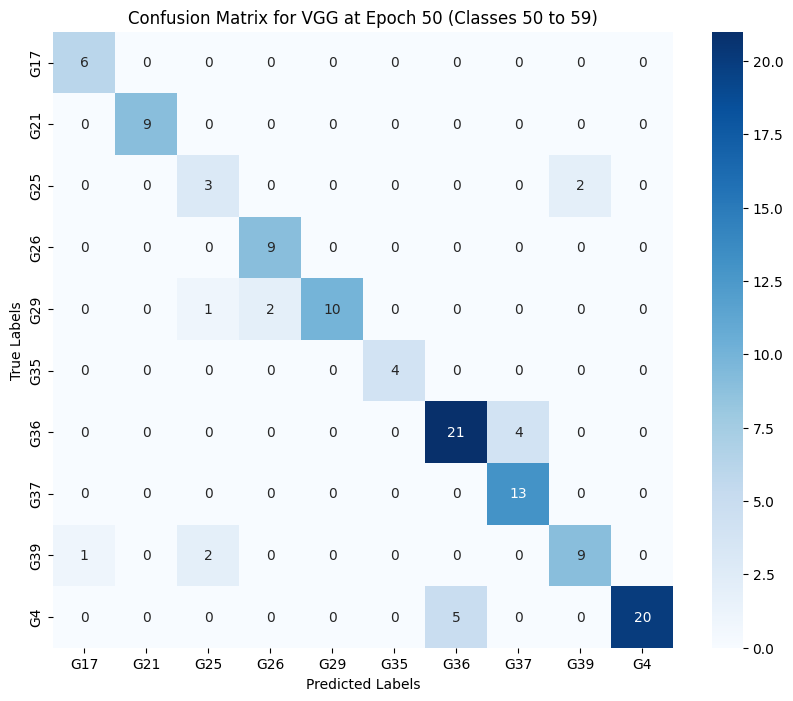 Confusion Matrix for VGG at Epoch 50 (Classes 50 to 59)
True Labels
G17 6 0 0 0 0 0 0 0 0 0
G21 0 9 0 0 0 0 0 0 0 0
G25 0 0 3 0 0 0 0 0 2 0
G26 0 0 0 9 0 0 0 0 0 0
G29 0 0 1 2 10 0 0 0 0 0
G35 0 0 0 0 0 4 0 0 0 0
G36 0 0 0 0 0 0 21 4 0 0
G37 0 0 0 0 0 0 0 13 0 0
G39 1 0 2 0 0 0 0 0 9 0
G4 0 0 0 0 0 0 5 0 0 20
G17 G21 G25 G26 G29 G35 G36 G37 G39 G4
Predicted Labels
20.0
17.5
15.0
12.5
10.0
7.5
5.0
2.5
0.0